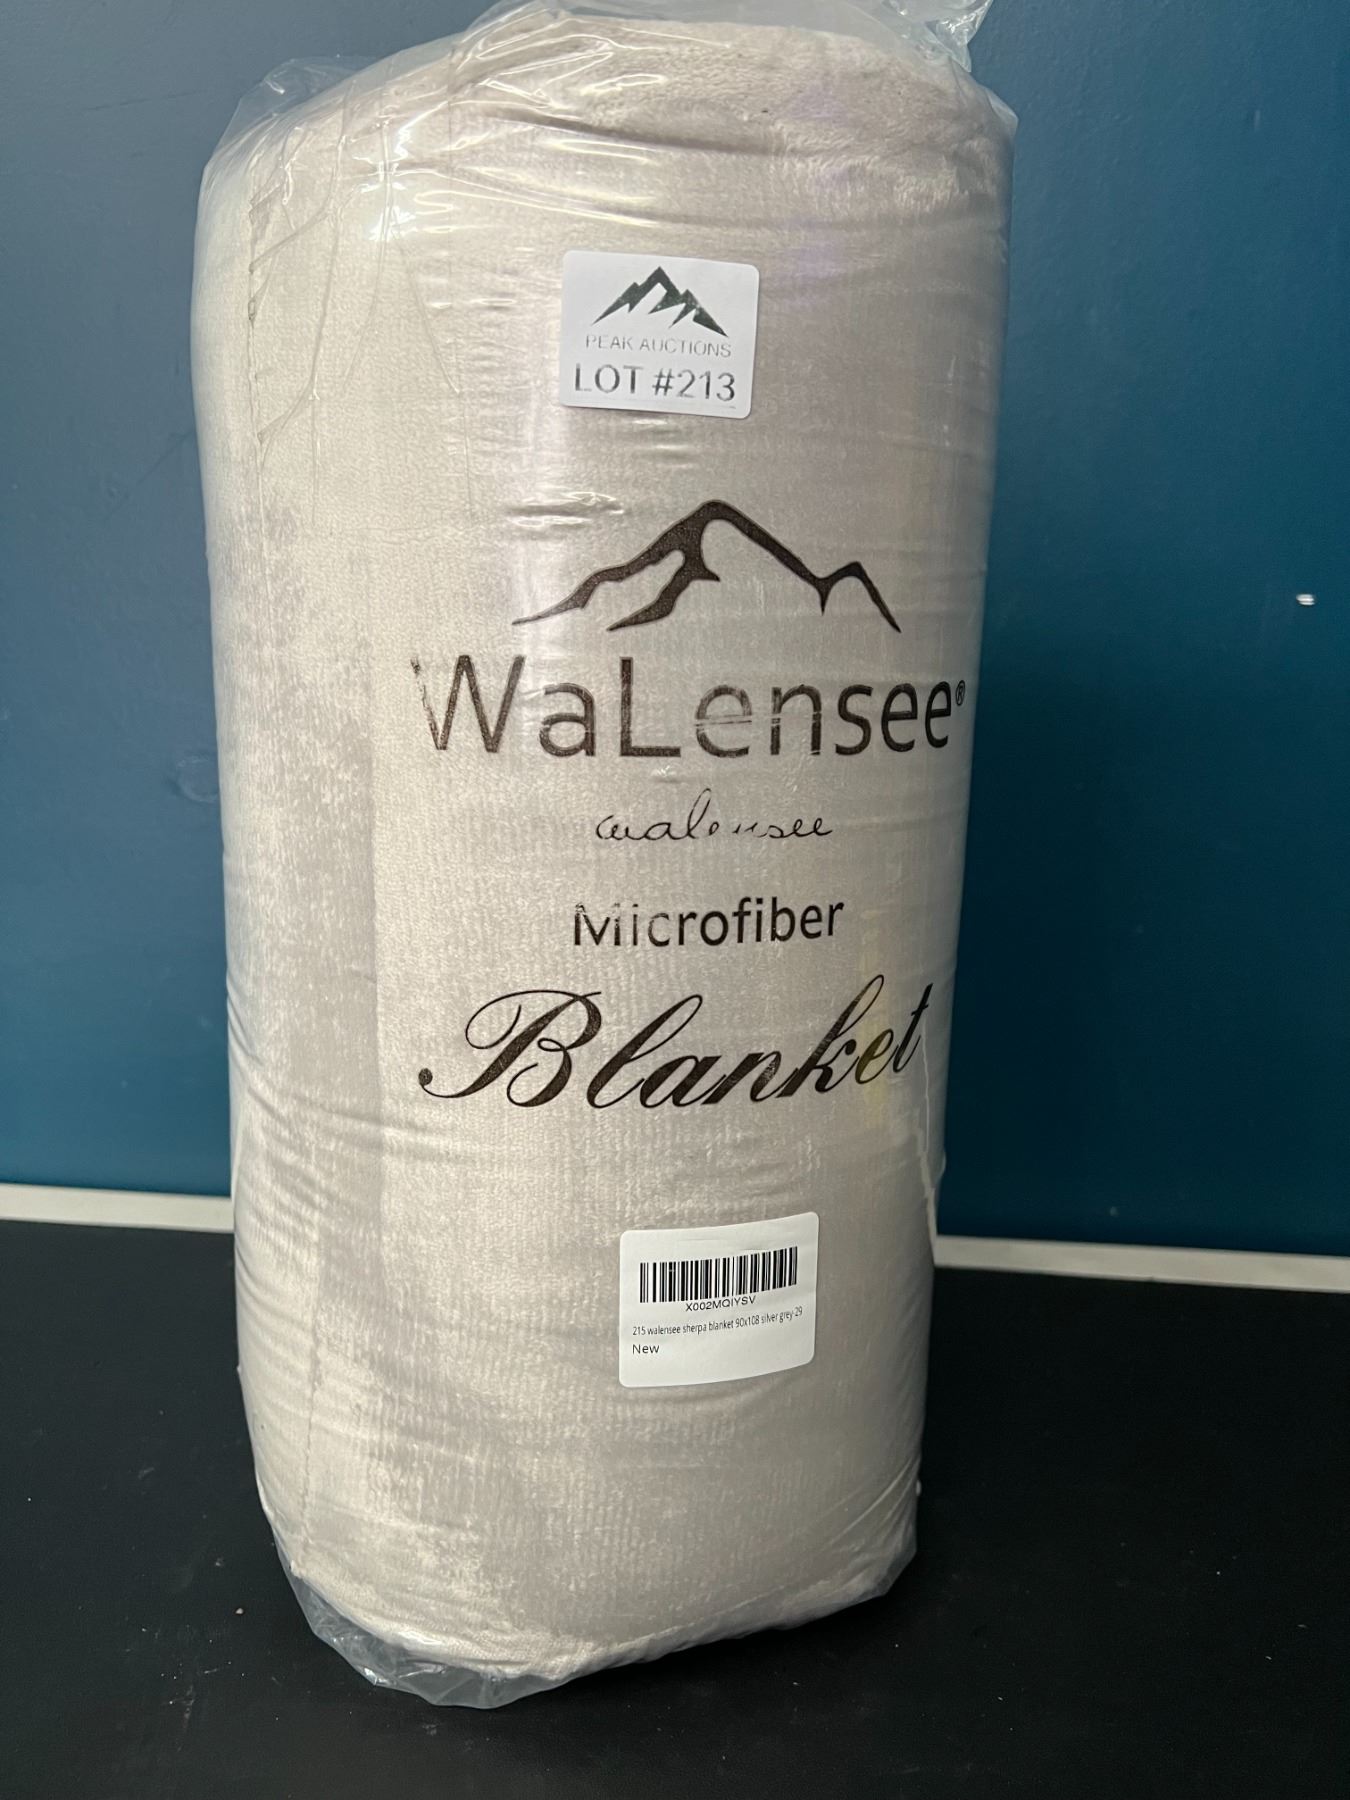 PEAK AUCTIONS
LOT #213
WaLensee®
walensee
Microfiber
Blanket
X002MQIYSV
215 walensee sherpa blanket 90x108 silver grey-29
New